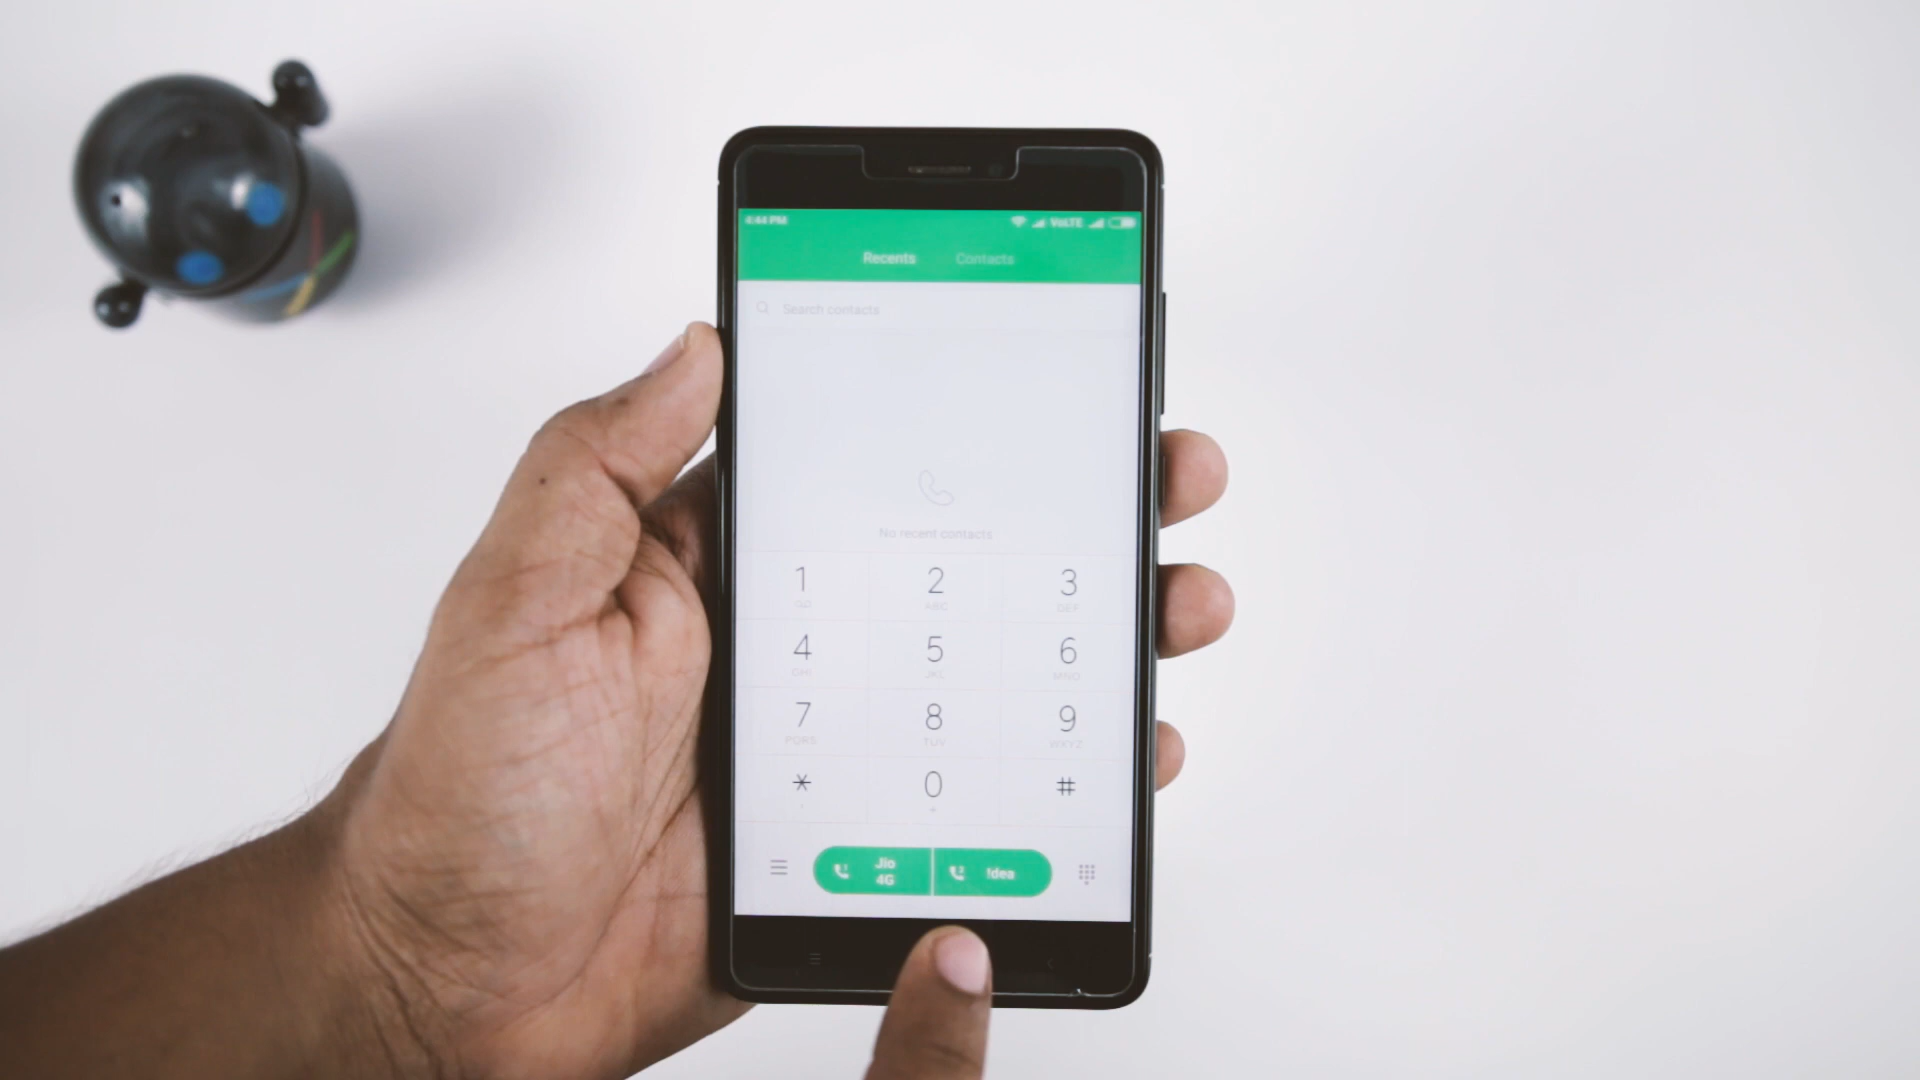 4:44 PM VoLTE
Recents Contacts
Search contacts
No recent contacts
1 2 3
ABC DEF
4 5 6
GHI JKL MNO
7 8 9
PQRS TUV WXYZ
* 0 #
+
Jio
4G
Idea